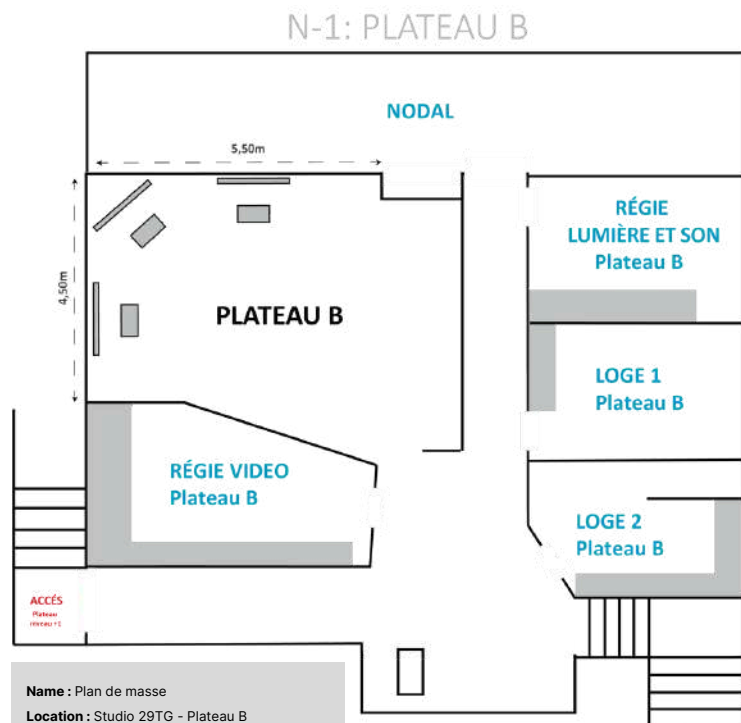 N-1: PLATEAU B
NODAL
5,50m
RÉGIE
LUMIÈRE ET SON
Plateau B
4,50m
PLATEAU B
LOGE 1
Plateau B
RÉGIE VIDEO
Plateau B
LOGE 2
Plateau B
ACCÉS
Plateau
niveau +1
Name : Plan de masse
Location : Studio 29TG - Plateau B